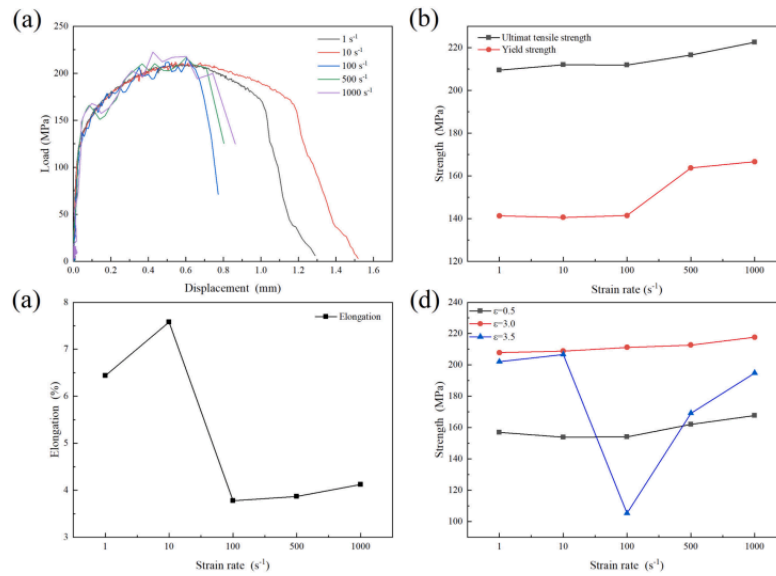 (a)
250
200
150
100
50
0
Load (MPa)
0.0 0.2 0.4 0.6 0.8 1.0 1.2 1.4 1.6
Displacement (mm)
1 s⁻¹
10 s⁻¹
100 s⁻¹
500 s⁻¹
1000 s⁻¹
(b)
220
200
180
160
140
120
Strength (MPa)
1 10 100 500 1000
Strain rate (s⁻¹)
Ultimat tensile strength
Yield strength
(a)
8
7
6
5
4
3
Elongation (%)
1 10 100 500 1000
Strain rate (s⁻¹)
Elongation
(d)
240
220
200
180
160
140
120
100
Strength (MPa)
1 10 100 500 1000
Strain rate (s⁻¹)
ε=0.5
ε=3.0
ε=3.5